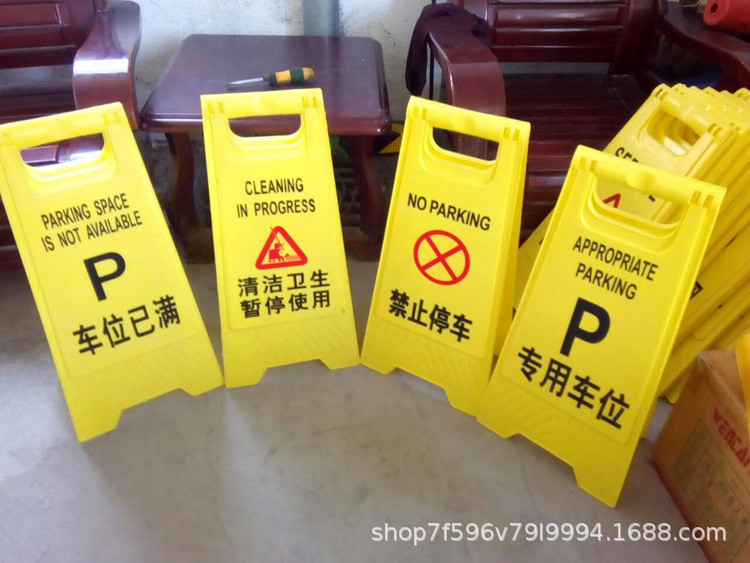 PARKING SPACE
IS NOT AVAILABLE
P
车位已满
CLEANING
IN PROGRESS
清洁卫生
暂停使用
NO PARKING
禁止停车
APPROPRIATE
PARKING
P
专用车位
shop7f596v79l9994.1688.com